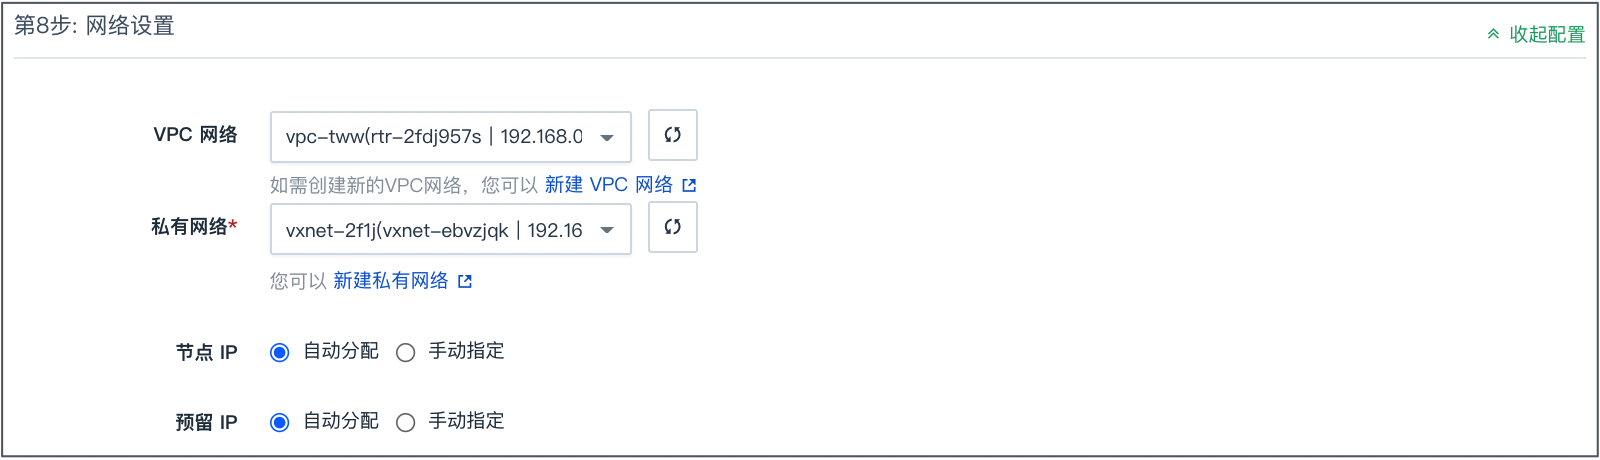 第8步: 网络设置
收起配置
VPC 网络
vpc-tww(rtr-2fdj957s | 192.168.0
如需创建新的VPC网络，您可以 新建 VPC 网络
私有网络*
vxnet-2f1j(vxnet-ebvzjqk | 192.16
您可以 新建私有网络
节点 IP 自动分配 手动指定
预留 IP 自动分配 手动指定